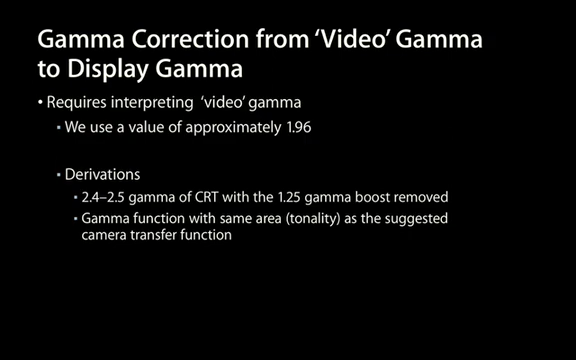 Gamma Correction from ‘Video’ Gamma
to Display Gamma
• Requires interpreting ‘video’ gamma
▪ We use a value of approximately 1.96
▪ Derivations
▪ 2.4–2.5 gamma of CRT with the 1.25 gamma boost removed
▪ Gamma function with same area (tonality) as the suggested
camera transfer function